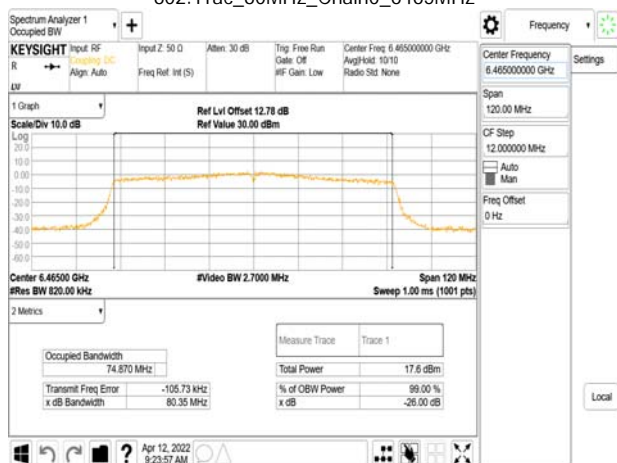 802.11ac_80MHz_Chain0_6465MHz
Spectrum Analyzer 1
Occupied BW
Frequency
KEYSIGHT
Input: RF
Input Z: 50 Ω
Atten: 30 dB
Trig: Free Run
Center Freq: 6.465000000 GHz
R
Coupling: DC
Gate: Off
Avg|Hold: 10/10
Align: Auto
Freq Ref: Int (S)
#IF Gain: Low
Radio Std: None
Center Frequency
6.465000000 GHz
Settings
Span
120.00 MHz
CF Step
12.000000 MHz
Auto
Man
Freq Offset
0 Hz
1 Graph
Ref Lvl Offset 12.78 dB
Scale/Div 10.0 dB
Ref Value 30.00 dBm
Log
20.0
10.0
0.00
-10.0
-20.0
-30.0
-40.0
-50.0
-60.0
Center 6.46500 GHz
#Video BW 2.7000 MHz
Span 120 MHz
#Res BW 820.00 kHz
Sweep 1.00 ms (1001 pts)
2 Metrics
Measure Trace
Trace 1
Occupied Bandwidth
74.870 MHz
Total Power
17.6 dBm
Transmit Freq Error
-105.73 kHz
% of OBW Power
99.00 %
x dB Bandwidth
80.35 MHz
x dB
-26.00 dB
Local
Apr 12, 2022
9:23:57 AM